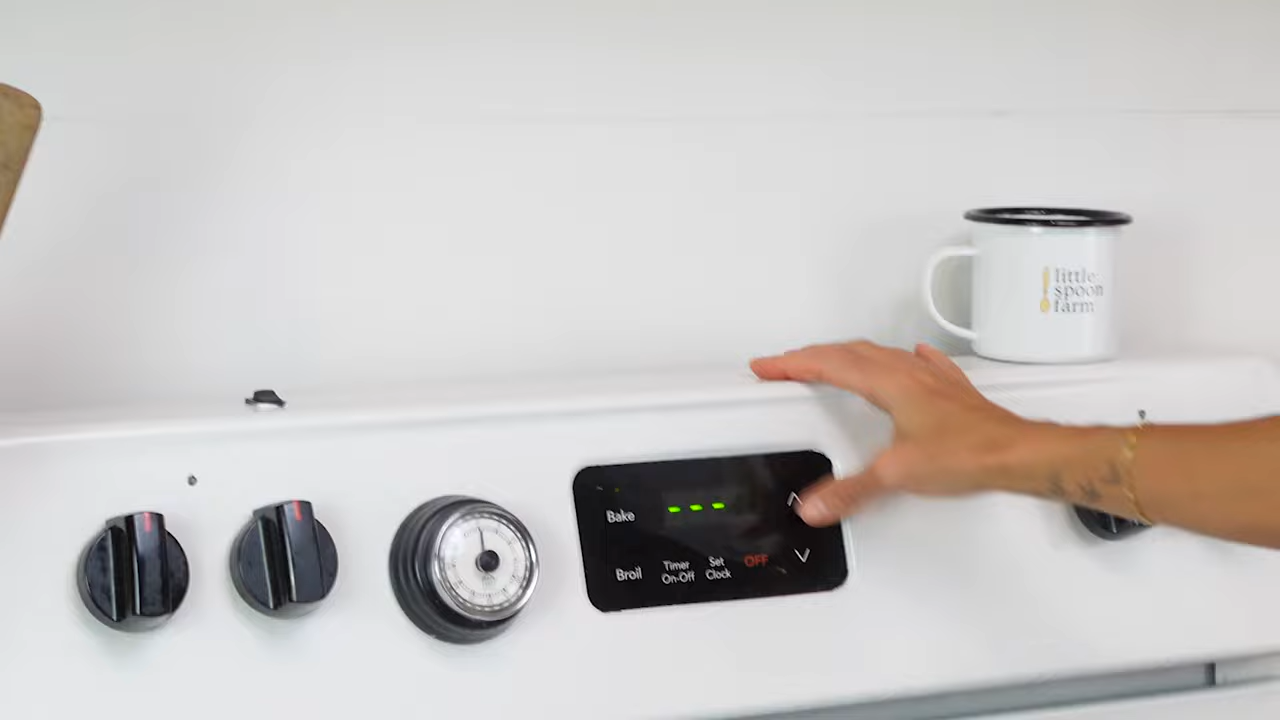 little
spoon
farm
Bake
---
Broil
Timer
On-Off
Set
Clock
OFF